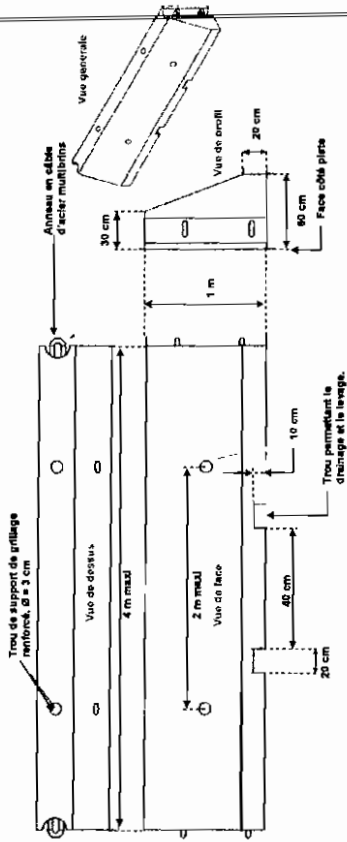 Trou de support de grillage
renforcé, Ø = 3 cm
Anneau en câble
d'acier multibrins
Vue generale
Vue de dessus
4 m maxi
30 cm
Vue de profil
20 cm
60 cm
Face côté piste
1 m
2 m maxi
Vue de face
10 cm
40 cm
20 cm
Trou permettant le
drainage et le levage.